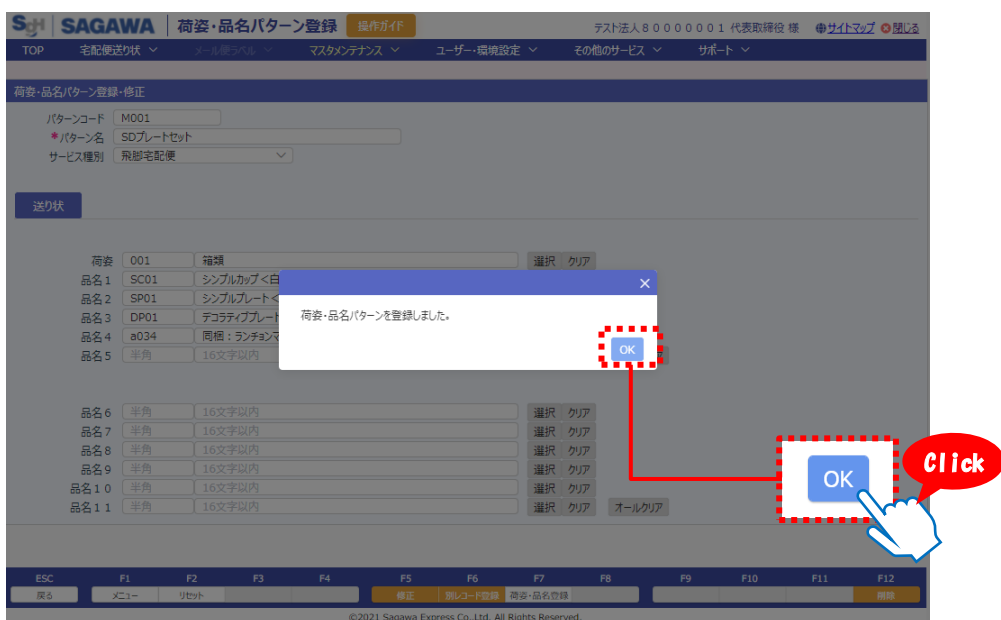 SGH SAGAWA 荷姿・品名パターン登録 操作ガイド テスト法人８０００００００１ 代表取締役 様 サイトマップ 閉じる
TOP 宅配便送り状 メール便ラベル マスタメンテナンス ユーザー・環境設定 その他のサービス サポート
荷姿・品名パターン登録・修正
パターンコード M001
*パターン名 SDプレートセット
サービス種別 飛脚宅配便
送り状
荷姿 001 箱類 選択 クリア
品名１ SC01 シンプルカップ＜白
品名２ SP01 シンプルプレート＜
品名３ DP01 デコラティブプレート
品名４ a034 同梱：ランチョンマ
品名５ 半角 16文字以内
×
荷姿・品名パターンを登録しました。
OK
品名６ 半角 16文字以内 選択 クリア
品名７ 半角 16文字以内 選択 クリア
品名８ 半角 16文字以内 選択 クリア
品名９ 半角 16文字以内 選択 クリア
品名１０ 半角 16文字以内 選択 クリア
品名１１ 半角 16文字以内 選択 クリア オールクリア
OK
Click
ESC F1 F2 F3 F4 F5 F6 F7 F8 F9 F10 F11 F12
戻る メニュー リセット 修正 別レコード登録 荷姿・品名登録 削除
©2021 Sagawa Express Co.,Ltd. All Rights Reserved.